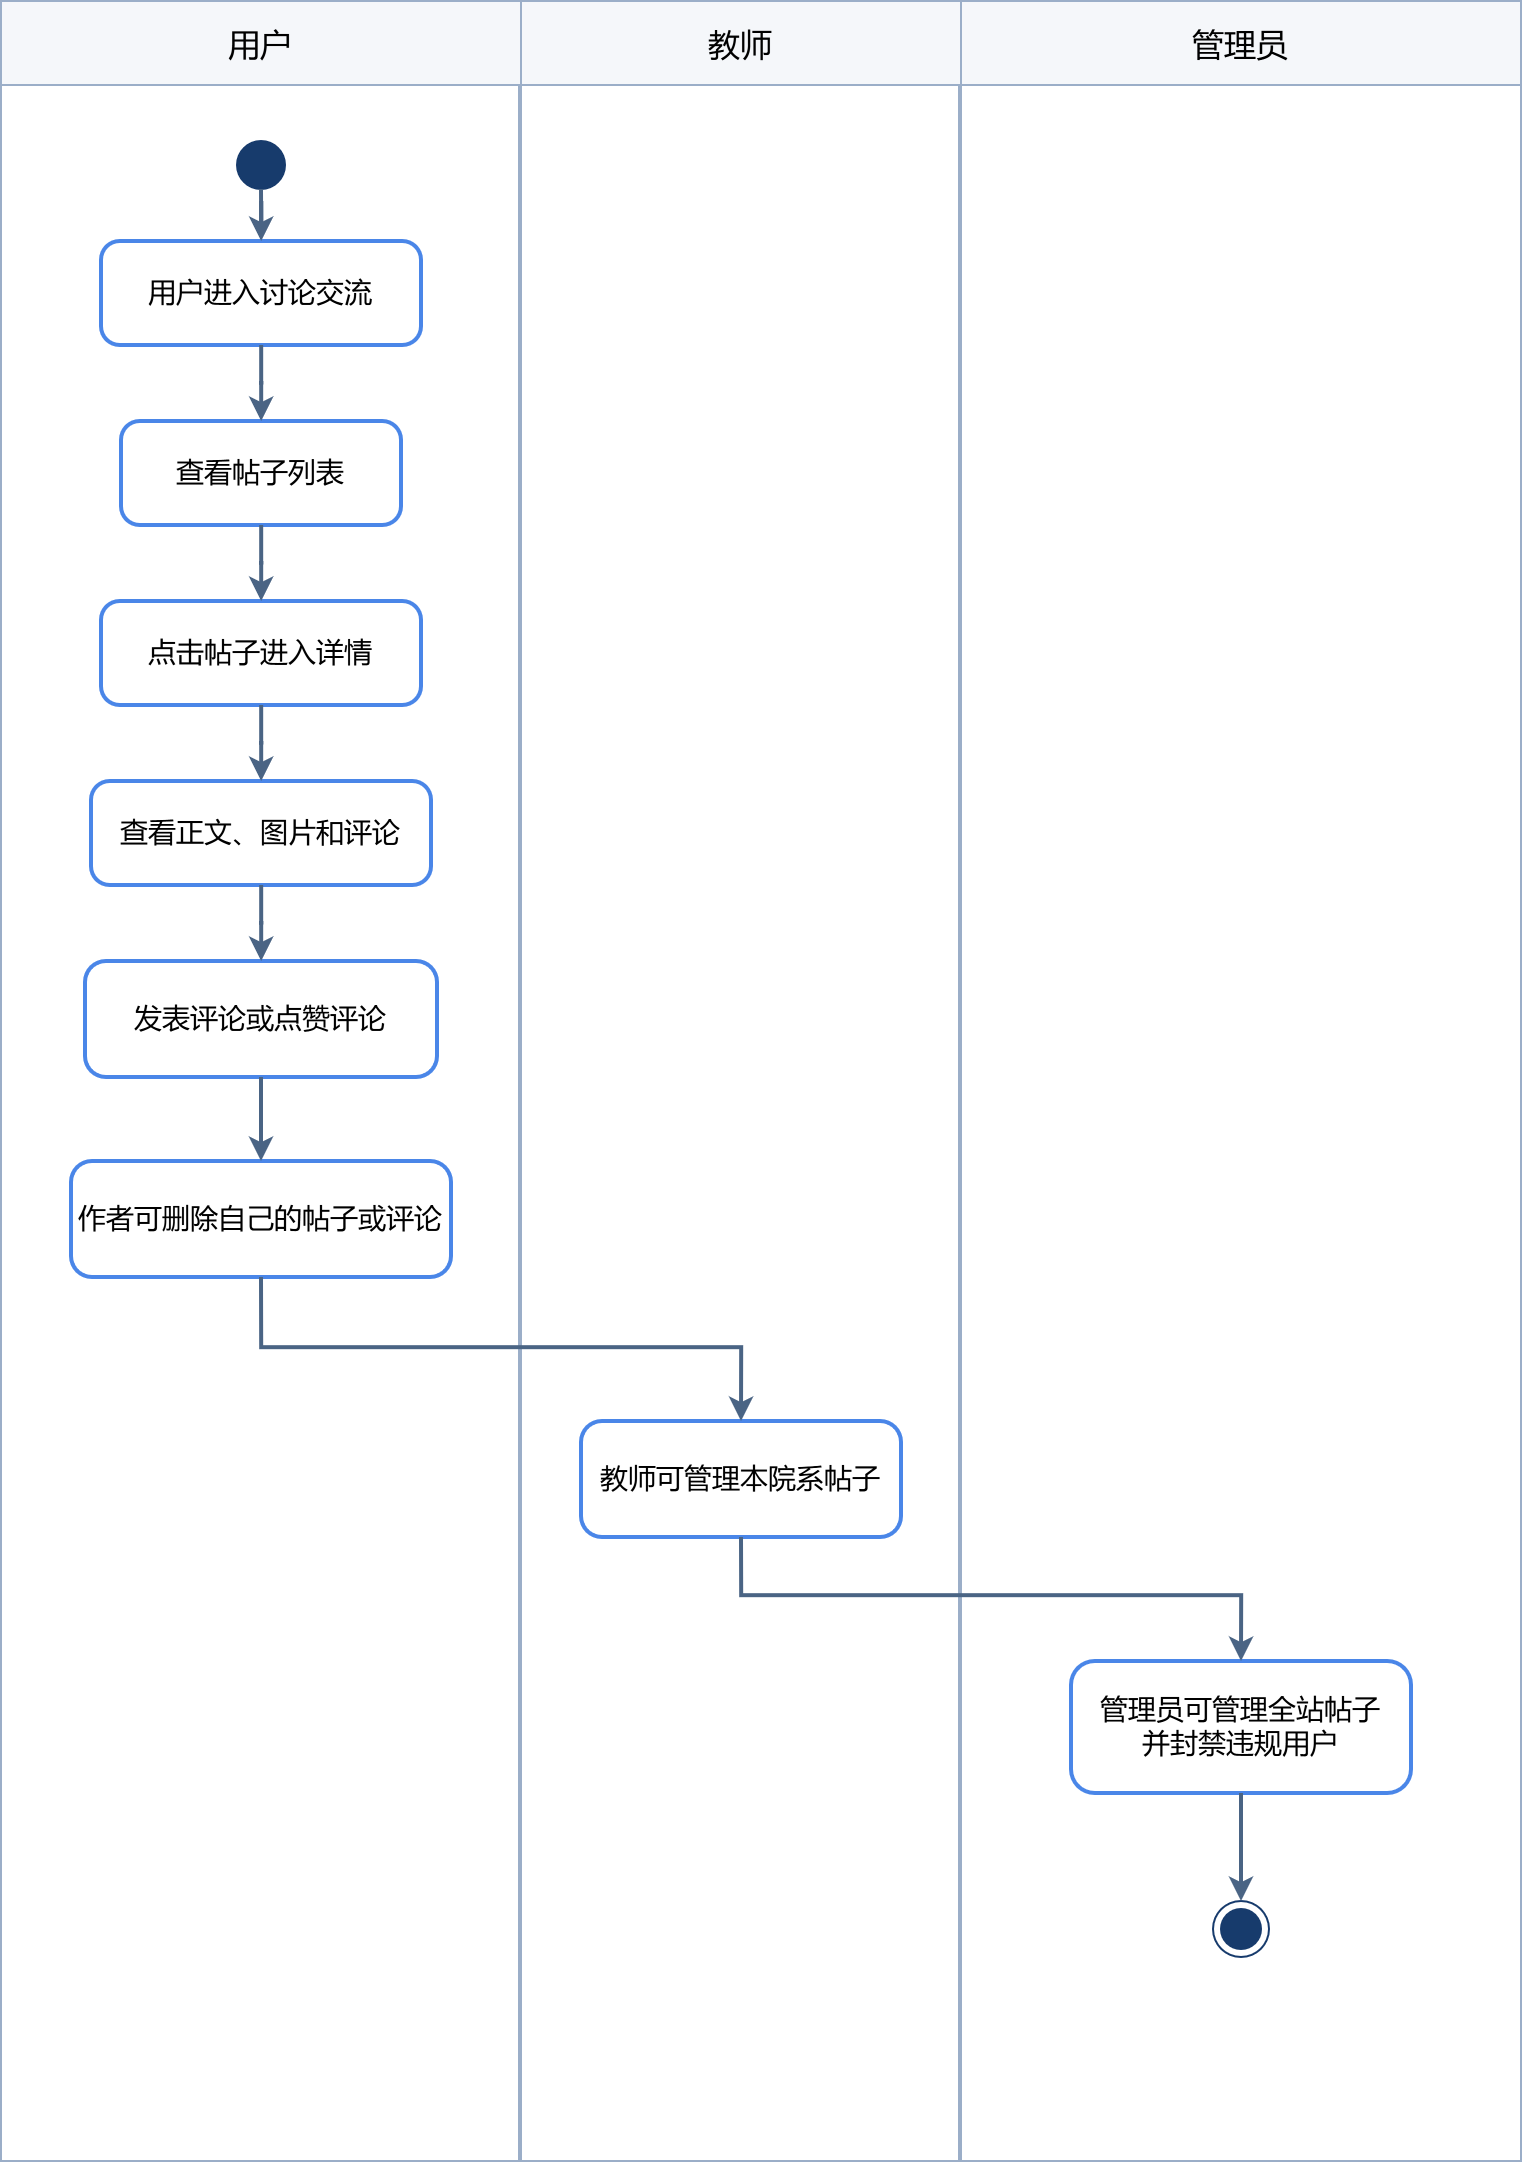 用户
教师
管理员
用户进入讨论交流
查看帖子列表
点击帖子进入详情
查看正文、图片和评论
发表评论或点赞评论
作者可删除自己的帖子或评论
教师可管理本院系帖子
管理员可管理全站帖子
并封禁违规用户